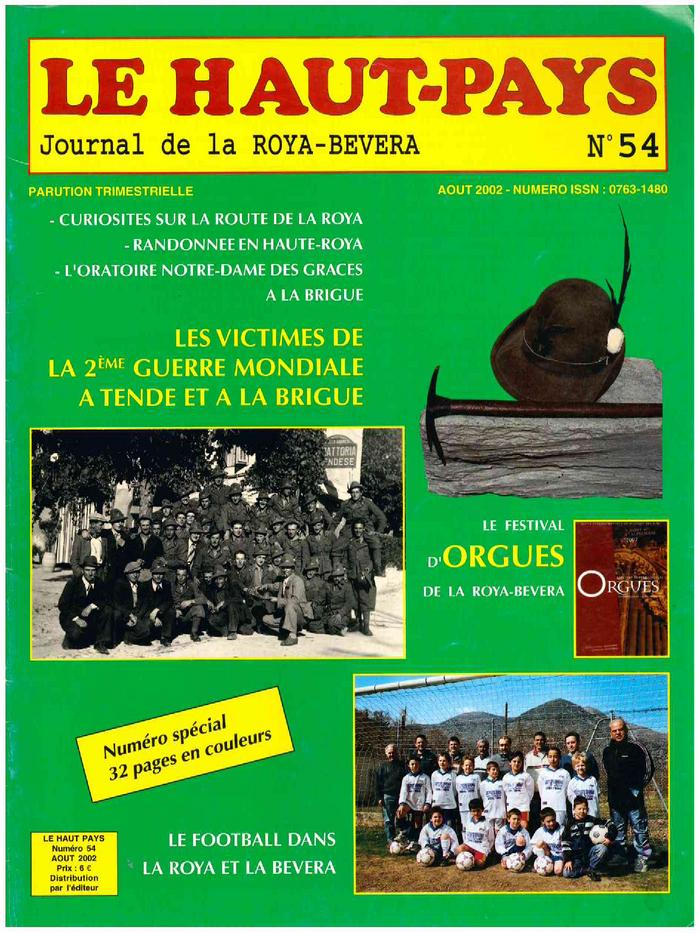 LE HAUT-PAYS
Journal de la ROYA-BEVERA
N° 54
PARUTION TRIMESTRIELLE
AOUT 2002 - NUMERO ISSN : 0763-1480
- CURIOSITES SUR LA ROUTE DE LA ROYA
- RANDONNEE EN HAUTE-ROYA
- L'ORATOIRE NOTRE-DAME DES GRACES
A LA BRIGUE
LES VICTIMES DE
LA 2ÈME GUERRE MONDIALE
A TENDE ET A LA BRIGUE
LE FESTIVAL
D'ORGUES
DE LA ROYA-BEVERA
ORGUES
Numéro spécial
32 pages en couleurs
LE FOOTBALL DANS
LA ROYA ET LA BEVERA
LE HAUT PAYS
Numéro 54
AOUT 2002
Prix : 6 €
Distribution
par l'éditeur